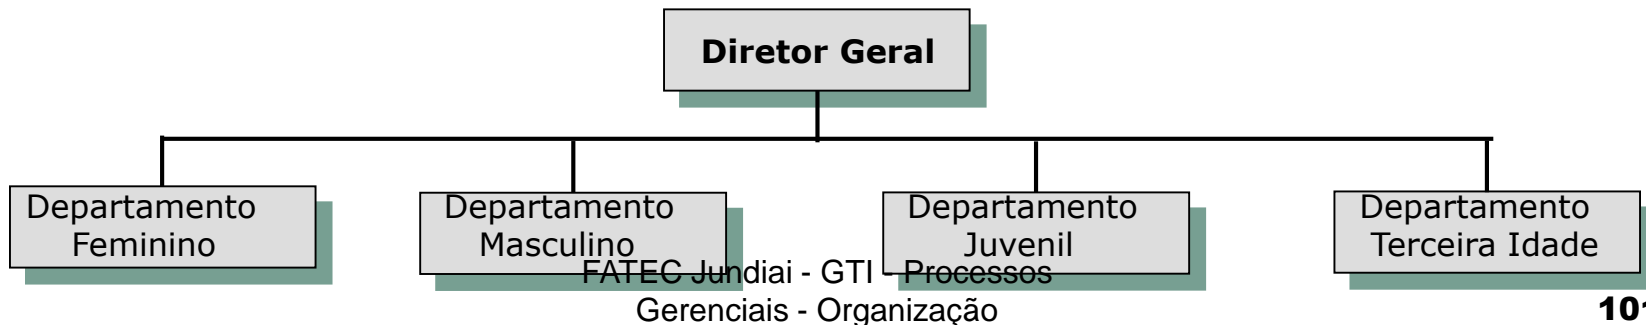 Diretor Geral
Departamento
Feminino
Departamento
Masculino
Departamento
Juvenil
Departamento
Terceira Idade
FATEC Jundiai - GTI - Processos
Gerenciais - Organização